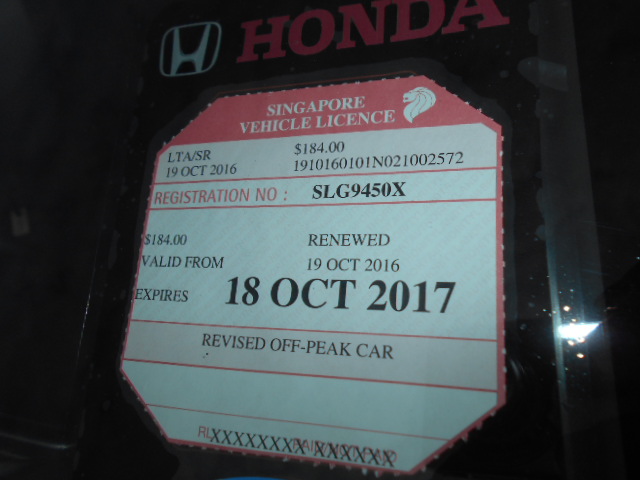 HONDA
SINGAPORE
VEHICLE LICENCE
LTA/SR $184.00
19 OCT 2016 1910160101N021002572
REGISTRATION NO : SLG9450X
$184.00 RENEWED
VALID FROM 19 OCT 2016
EXPIRES 18 OCT 2017
REVISED OFF-PEAK CAR
XXXXXXXX XXXXXX